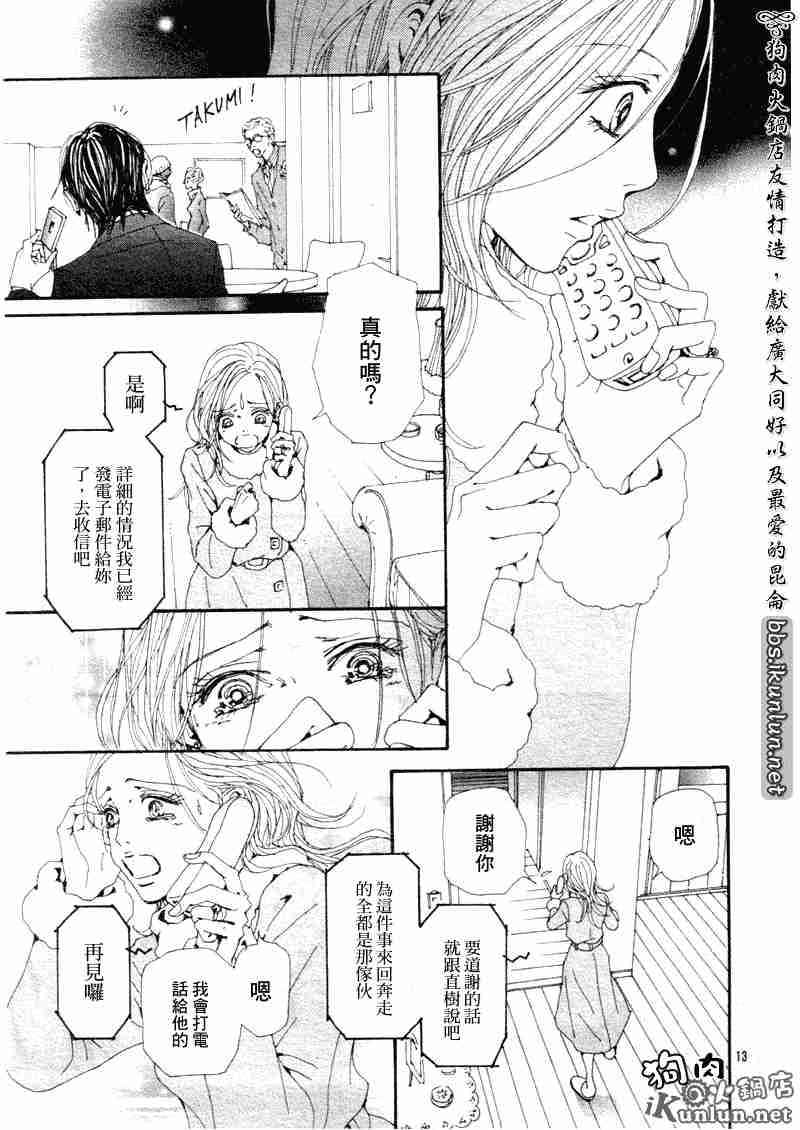 TAKUMI!
真的嗎？
是啊
詳細的情況我已經
發電子郵件給妳
了，去收信吧
嗯
謝謝你
要道謝的話
就跟直樹說吧
為這件事來回奔走
的全都是那傢伙
嗯
我會打電
話給他的
再見囉
13
狗肉火鍋店友情打造，獻給廣大同好以及最愛的昆侖
bbs.ikunlun.net
狗肉
火鍋店
iKunlun.net